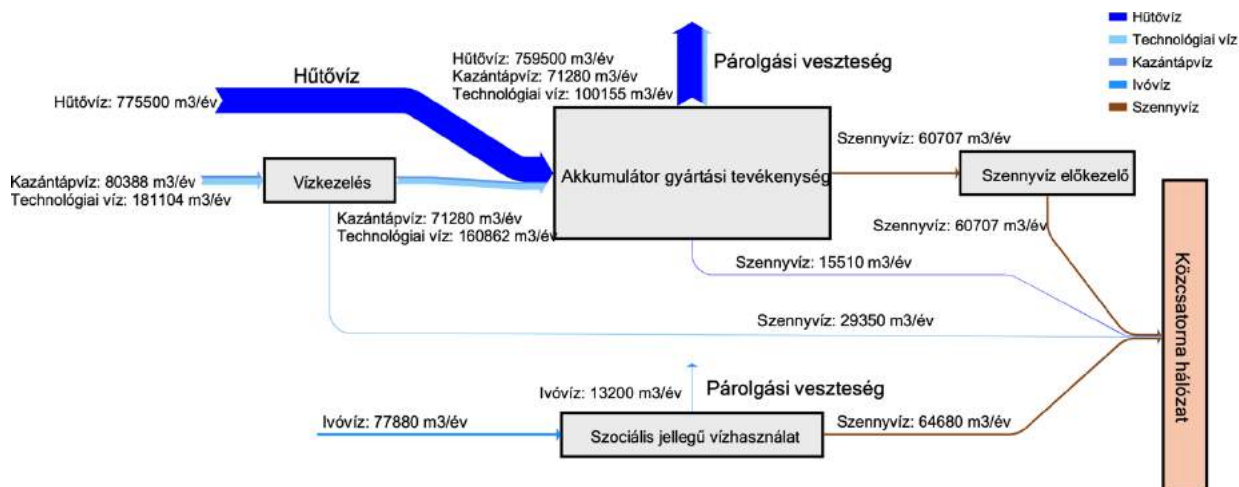 Hűtővíz
Technológiai víz
Kazántápvíz
Ivóvíz
Szennyvíz
Hűtővíz: 759500 m3/év
Kazántápvíz: 71280 m3/év
Technológiai víz: 100155 m3/év
Párolgási veszteség
Hűtővíz
Hűtővíz: 775500 m3/év
Kazántápvíz: 80388 m3/év
Technológiai víz: 181104 m3/év
Vízkezelés
Kazántápvíz: 71280 m3/év
Technológiai víz: 160862 m3/év
Akkumulátor gyártási tevékenység
Szennyvíz: 60707 m3/év
Szennyvíz előkezelő
Szennyvíz: 60707 m3/év
Szennyvíz: 15510 m3/év
Szennyvíz: 29350 m3/év
Közcsatorna hálózat
Ivóvíz: 13200 m3/év
Párolgási veszteség
Ivóvíz: 77880 m3/év
Szociális jellegű vízhasználat
Szennyvíz: 64680 m3/év